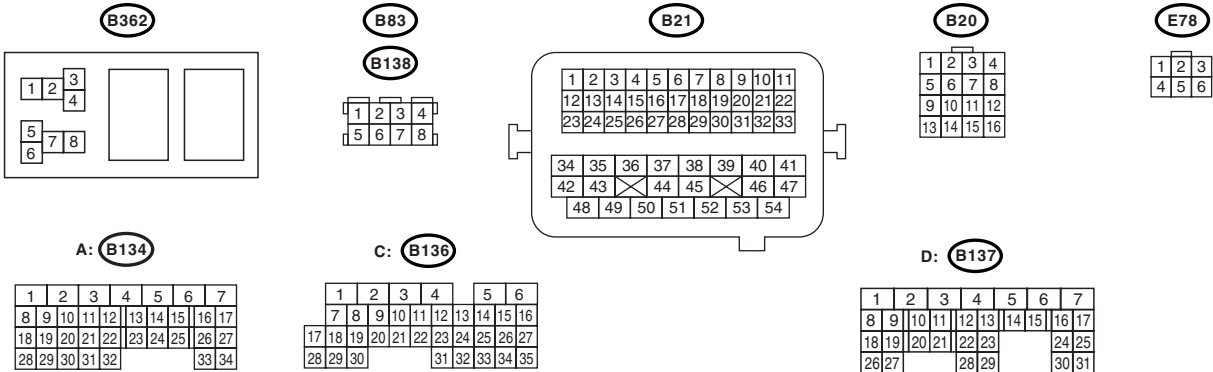 B362
B83
B21
B20
E78
B138
1 2 3
4
5
6 7 8
1 2 3 4
5 6 7 8
1 2 3 4 5 6 7 8 9 10 11
12 13 14 15 16 17 18 19 20 21 22
23 24 25 26 27 28 29 30 31 32 33
34 35 36 37 38 39 40 41
42 43 44 45 46 47
48 49 50 51 52 53 54
1 2 3 4
5 6 7 8
9 10 11 12
13 14 15 16
1 2 3
4 5 6
A: B134
1 2 3 4 5 6 7
8 9 10 11 12 13 14 15 16 17
18 19 20 21 22 23 24 25 26 27
28 29 30 31 32 33 34
C: B136
1 2 3 4 5 6
7 8 9 10 11 12 13 14 15 16
17 18 19 20 21 22 23 24 25 26 27
28 29 30 31 32 33 34 35
D: B137
1 2 3 4 5 6 7
8 9 10 11 12 13 14 15 16 17
18 19 20 21 22 23 24 25
26 27 28 29 30 31